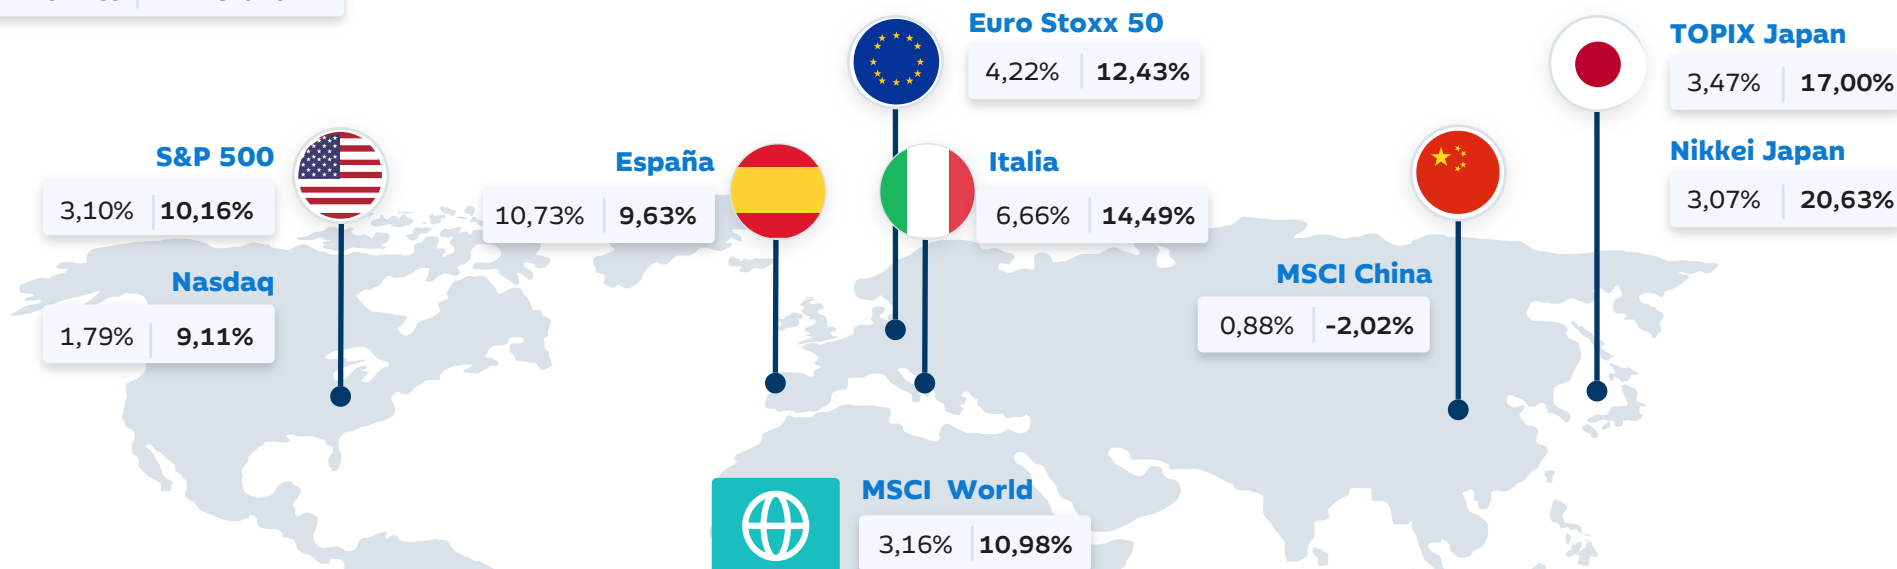 Euro Stoxx 50
4,22% 12,43%
TOPIX Japan
3,47% 17,00%
S&P 500
3,10% 10,16%
España
10,73% 9,63%
Italia
6,66% 14,49%
Nikkei Japan
3,07% 20,63%
Nasdaq
1,79% 9,11%
MSCI China
0,88% -2,02%
MSCI World
3,16% 10,98%